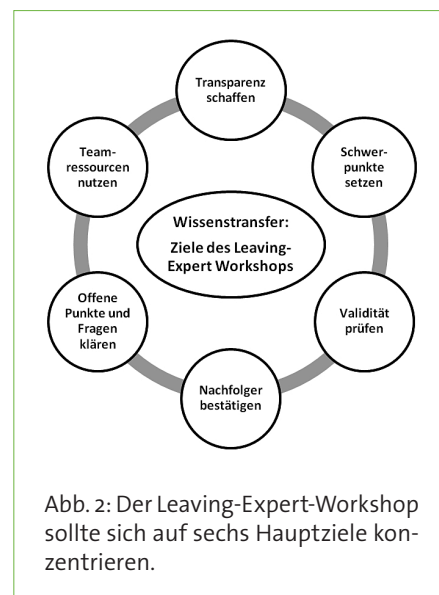 Transparenz
schaffen
Schwer-
punkte
setzen
Validität
prüfen
Nachfolger
bestätigen
Offene
Punkte und
Fragen
klären
Team-
ressourcen
nutzen
Wissenstransfer:
Ziele des Leaving-
Expert Workshops
Abb. 2: Der Leaving-Expert-Workshop
sollte sich auf sechs Hauptziele kon-
zentrieren.